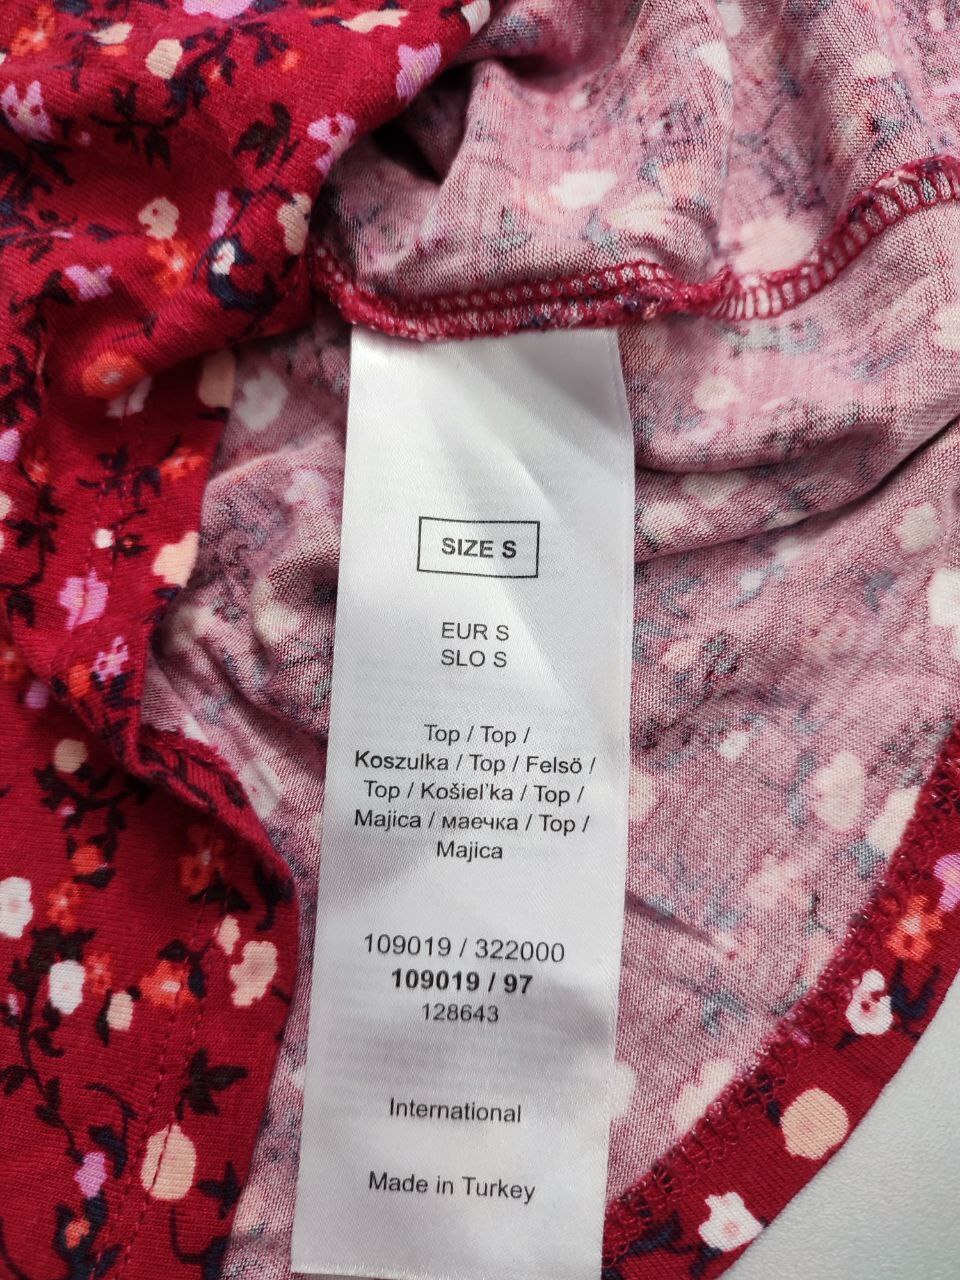 SIZE S
EUR S
SLO S
Top / Top /
Koszulka / Top / Felsö /
Top / Košieľka / Top /
Majica / маечка / Top /
Majica
109019 / 322000
109019 / 97
128643
International
Made in Turkey